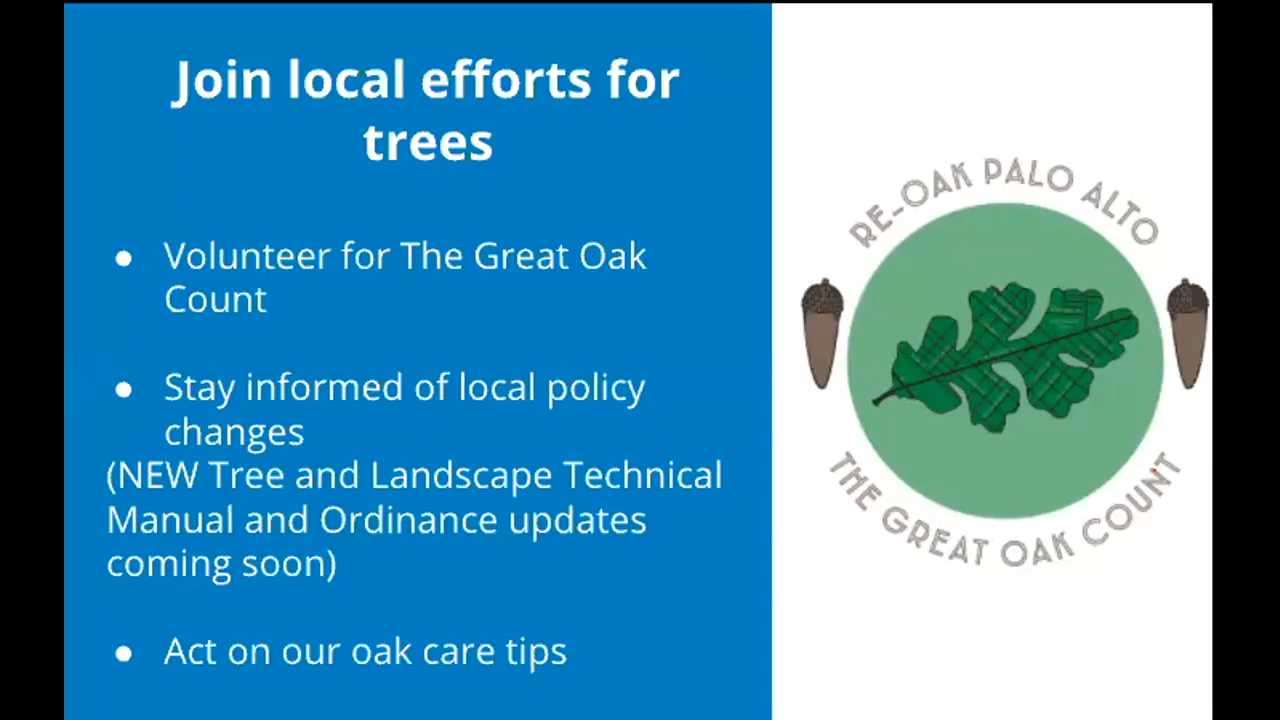 Join local efforts for
trees
● Volunteer for The Great Oak
Count
● Stay informed of local policy
changes
(NEW Tree and Landscape Technical
Manual and Ordinance updates
coming soon)
● Act on our oak care tips
RE-OAK PALO ALTO
THE GREAT OAK COUNT